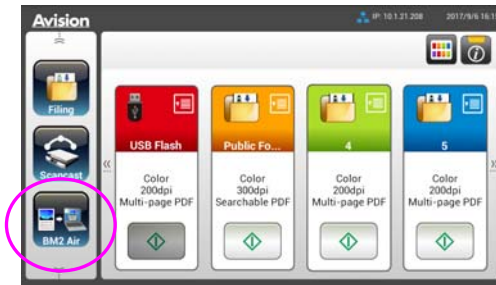 Avision
IP: 10.1.21.208 2017/9/6 16:1
Filing
Scancast
BM2 Air
USB Flash
Color
200dpi
Multi-page PDF
Public Fo...
Color
300dpi
Searchable PDF
4
Color
200dpi
Multi-page PDF
5
Color
200dpi
Multi-page PDF